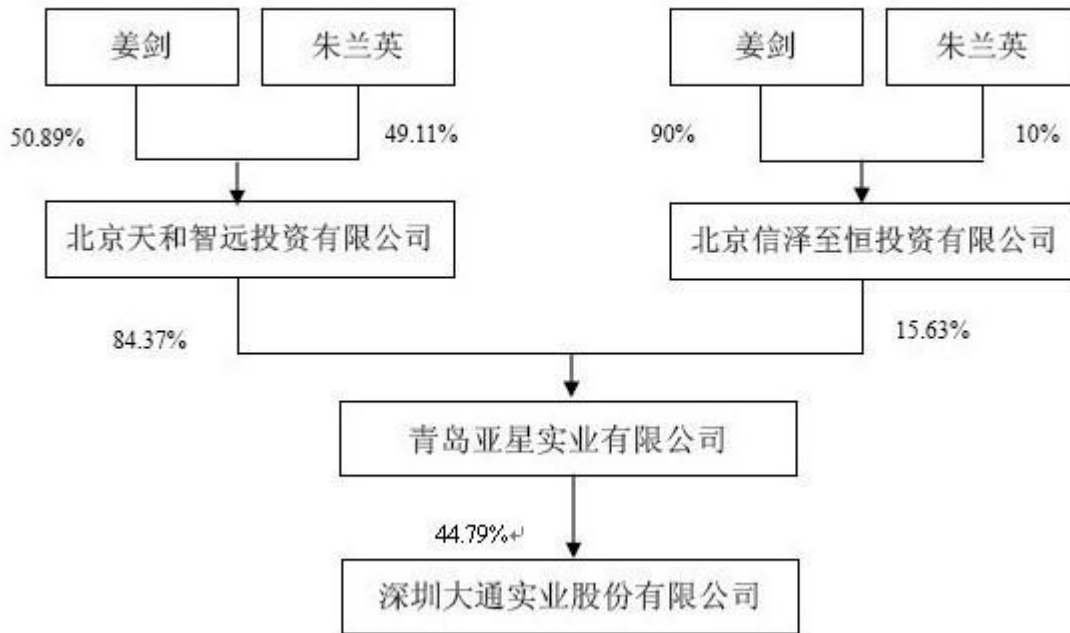 姜剑
朱兰英
姜剑
朱兰英
50.89%
49.11%
90%
10%
北京天和智远投资有限公司
北京信泽至恒投资有限公司
84.37%
15.63%
青岛亚星实业有限公司
44.79%↵
深圳大通实业股份有限公司